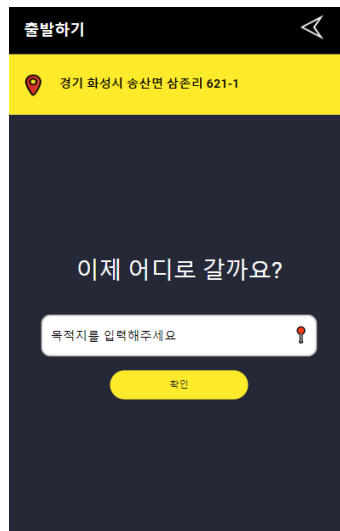 출발하기
경기 화성시 송산면 삼존리 621-1
이제 어디로 갈까요?
목적지를 입력해주세요
확인